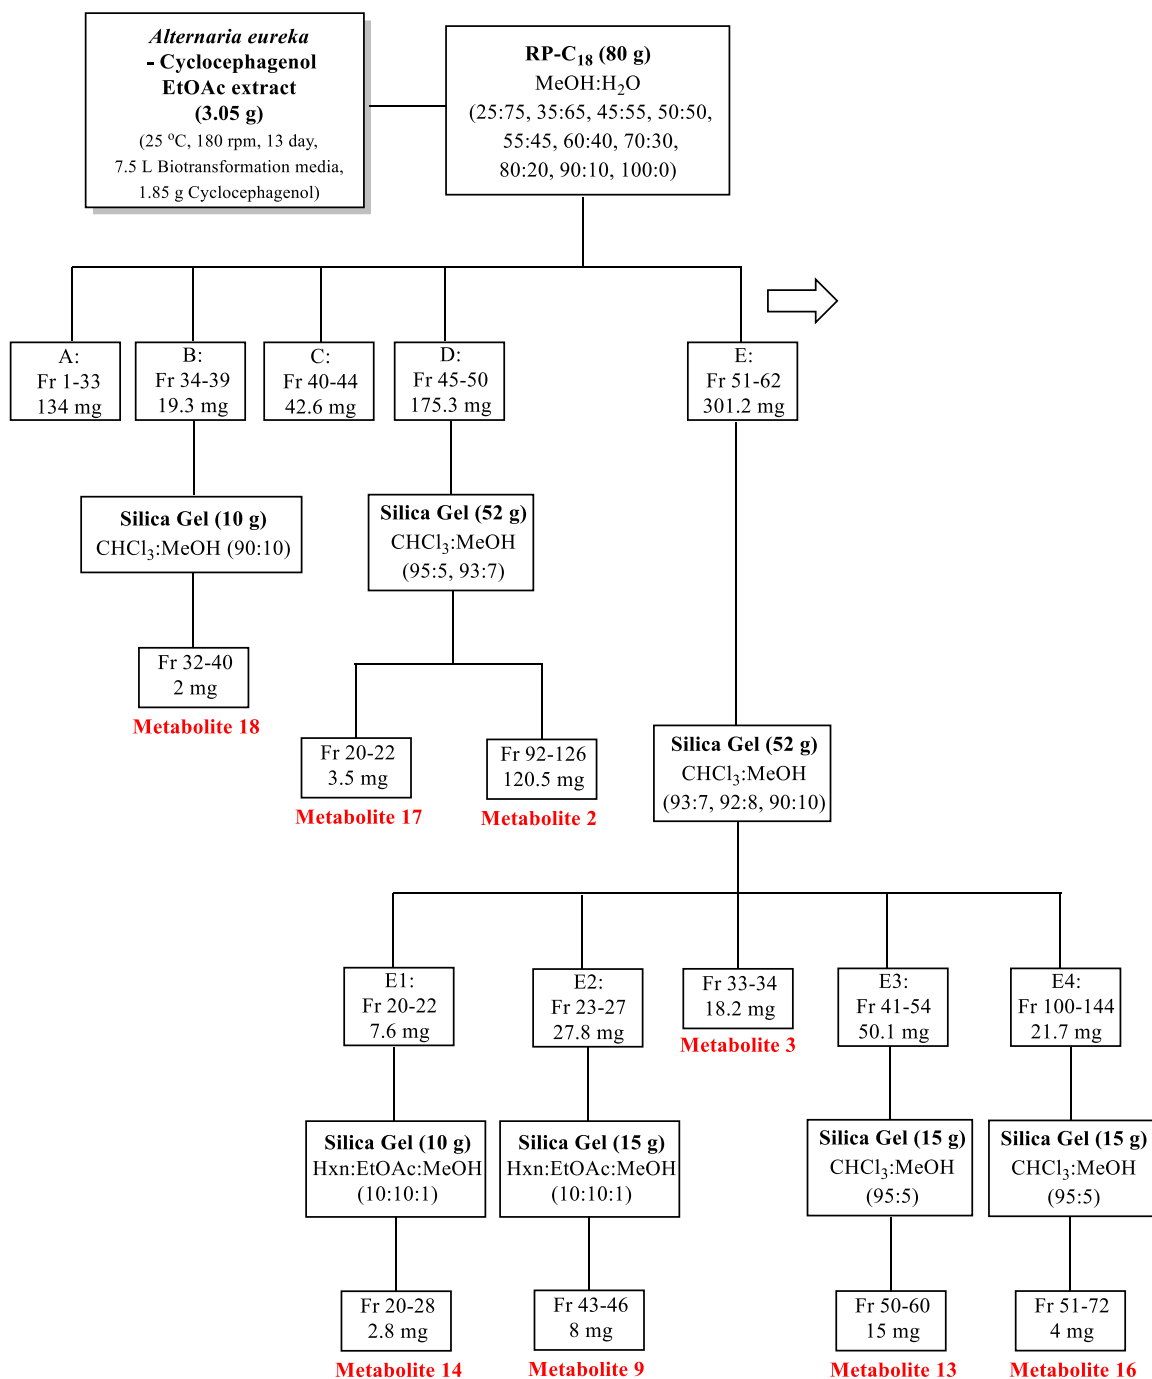 Alternaria eureka
- Cyclocephagenol
EtOAc extract
(3.05 g)
(25 °C, 180 rpm, 13 day,
7.5 L Biotransformation media,
1.85 g Cyclocephagenol)
RP-C18 (80 g)
MeOH:H2O
(25:75, 35:65, 45:55, 50:50,
55:45, 60:40, 70:30,
80:20, 90:10, 100:0)
A:
Fr 1-33
134 mg
B:
Fr 34-39
19.3 mg
C:
Fr 40-44
42.6 mg
D:
Fr 45-50
175.3 mg
E:
Fr 51-62
301.2 mg
Silica Gel (10 g)
CHCl3:MeOH (90:10)
Silica Gel (52 g)
CHCl3:MeOH
(95:5, 93:7)
Fr 32-40
2 mg
Metabolite 18
Fr 20-22
3.5 mg
Metabolite 17
Fr 92-126
120.5 mg
Metabolite 2
Silica Gel (52 g)
CHCl3:MeOH
(93:7, 92:8, 90:10)
E1:
Fr 20-22
7.6 mg
E2:
Fr 23-27
27.8 mg
Fr 33-34
18.2 mg
Metabolite 3
E3:
Fr 41-54
50.1 mg
E4:
Fr 100-144
21.7 mg
Silica Gel (10 g)
Hxn:EtOAc:MeOH
(10:10:1)
Silica Gel (15 g)
Hxn:EtOAc:MeOH
(10:10:1)
Silica Gel (15 g)
CHCl3:MeOH
(95:5)
Silica Gel (15 g)
CHCl3:MeOH
(95:5)
Fr 20-28
2.8 mg
Metabolite 14
Fr 43-46
8 mg
Metabolite 9
Fr 50-60
15 mg
Metabolite 13
Fr 51-72
4 mg
Metabolite 16